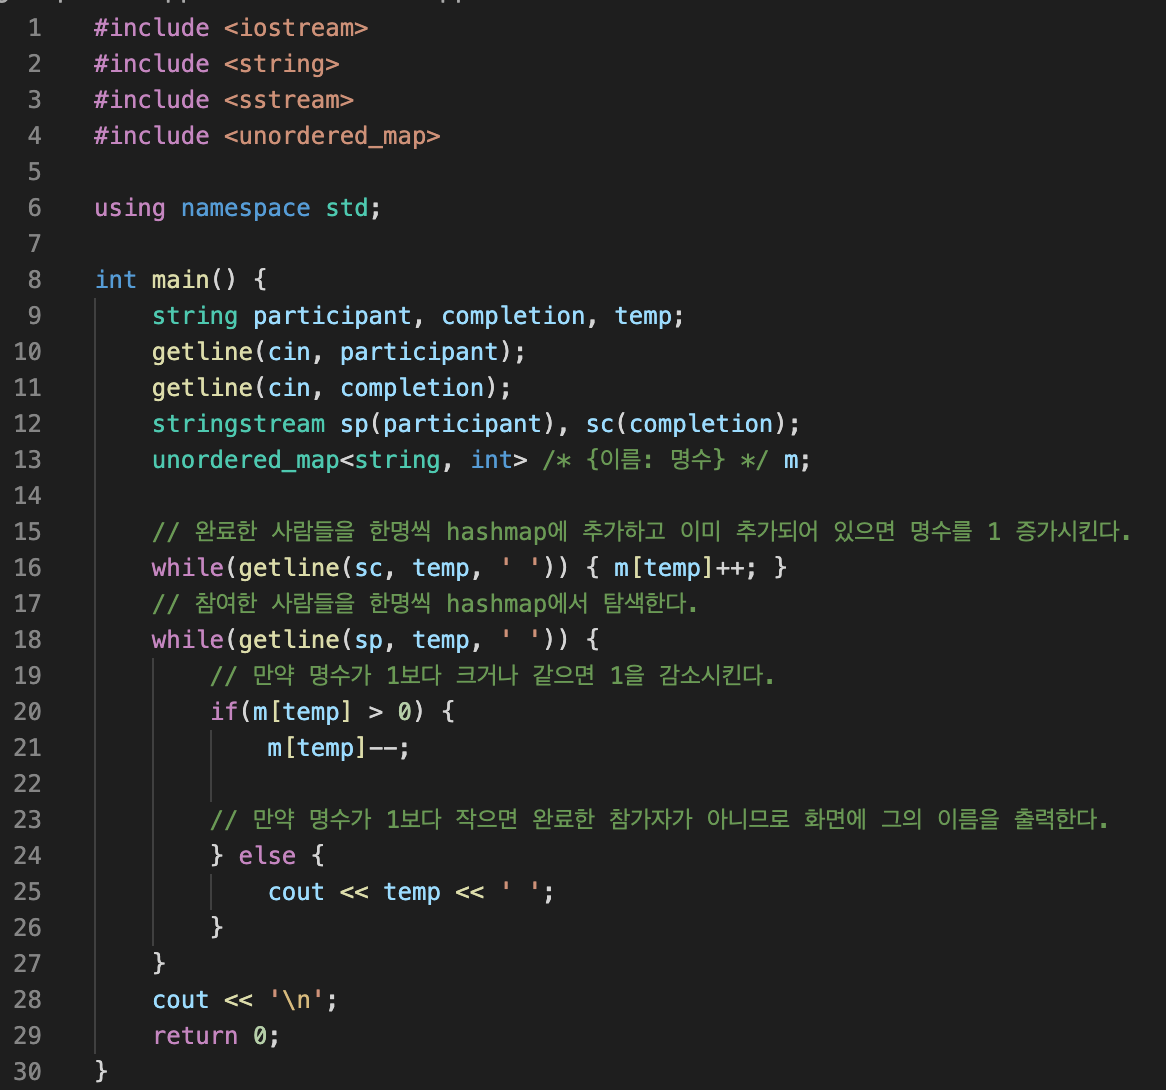 1 #include <iostream>
2 #include <string>
3 #include <sstream>
4 #include <unordered_map>
5
6 using namespace std;
7
8 int main() {
9 string participant, completion, temp;
10 getline(cin, participant);
11 getline(cin, completion);
12 stringstream sp(participant), sc(completion);
13 unordered_map<string, int> /* {이름: 명수} */ m;
14
15 // 완료한 사람들을 한명씩 hashmap에 추가하고 이미 추가되어 있으면 명수를 1 증가시킨다.
16 while(getline(sc, temp, ' ')) { m[temp]++; }
17 // 참여한 사람들을 한명씩 hashmap에서 탐색한다.
18 while(getline(sp, temp, ' ')) {
19 // 만약 명수가 1보다 크거나 같으면 1을 감소시킨다.
20 if(m[temp] > 0) {
21 m[temp]--;
22
23 // 만약 명수가 1보다 작으면 완료한 참가자가 아니므로 화면에 그의 이름을 출력한다.
24 } else {
25 cout << temp << ' ';
26 }
27 }
28 cout << '\n';
29 return 0;
30 }